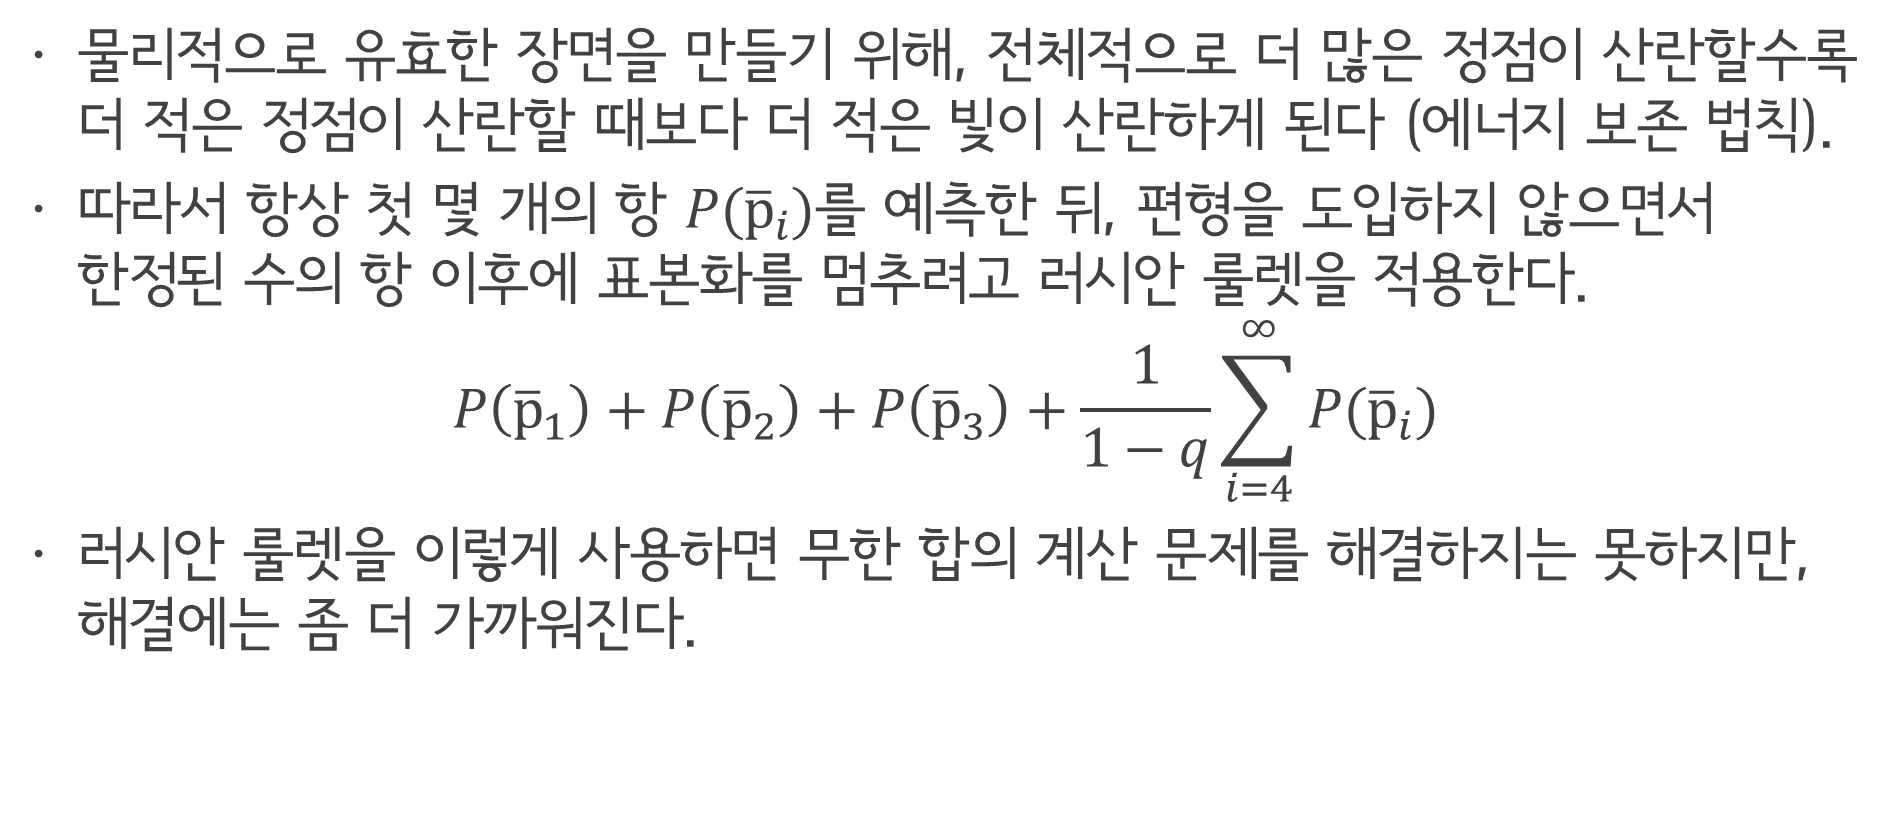 · 물리적으로 유효한 장면을 만들기 위해, 전체적으로 더 많은 정점이 산란할수록
더 적은 정점이 산란할 때보다 더 적은 빛이 산란하게 된다 (에너지 보존 법칙).
· 따라서 항상 첫 몇 개의 항 P(p̅ᵢ)를 예측한 뒤, 편형을 도입하지 않으면서
한정된 수의 항 이후에 표본화를 멈추려고 러시안 룰렛을 적용한다.
P(p̅₁) + P(p̅₂) + P(p̅₃) + 1/(1 − q) ∑_{i=4}^{∞} P(p̅ᵢ)
· 러시안 룰렛을 이렇게 사용하면 무한 합의 계산 문제를 해결하지는 못하지만,
해결에는 좀 더 가까워진다.